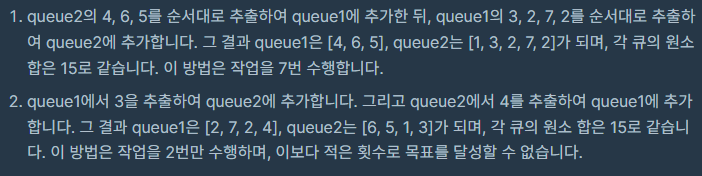 1. queue2의 4, 6, 5를 순서대로 추출하여 queue1에 추가한 뒤, queue1의 3, 2, 7, 2를 순서대로 추출하
여 queue2에 추가합니다. 그 결과 queue1은 [4, 6, 5], queue2는 [1, 3, 2, 7, 2]가 되며, 각 큐의 원소
합은 15로 같습니다. 이 방법은 작업을 7번 수행합니다.
2. queue1에서 3을 추출하여 queue2에 추가합니다. 그리고 queue2에서 4를 추출하여 queue1에 추가
합니다. 그 결과 queue1은 [2, 7, 2, 4], queue2는 [6, 5, 1, 3]가 되며, 각 큐의 원소 합은 15로 같습니
다. 이 방법은 작업을 2번만 수행하며, 이보다 적은 횟수로 목표를 달성할 수 없습니다.